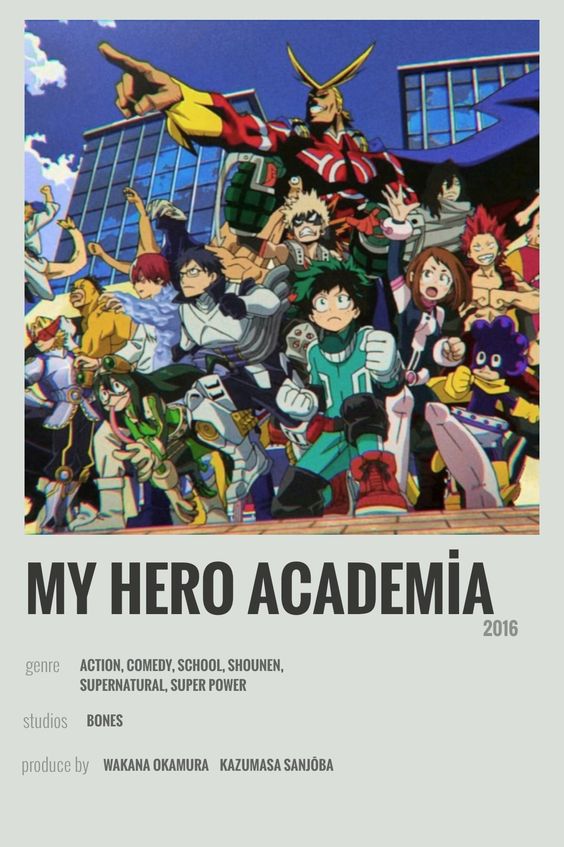 MY HERO ACADEMİA
2016
genre ACTION, COMEDY, SCHOOL, SHOUNEN,
SUPERNATURAL, SUPER POWER
studios BONES
produce by WAKANA OKAMURA KAZUMASA SANJŌBA